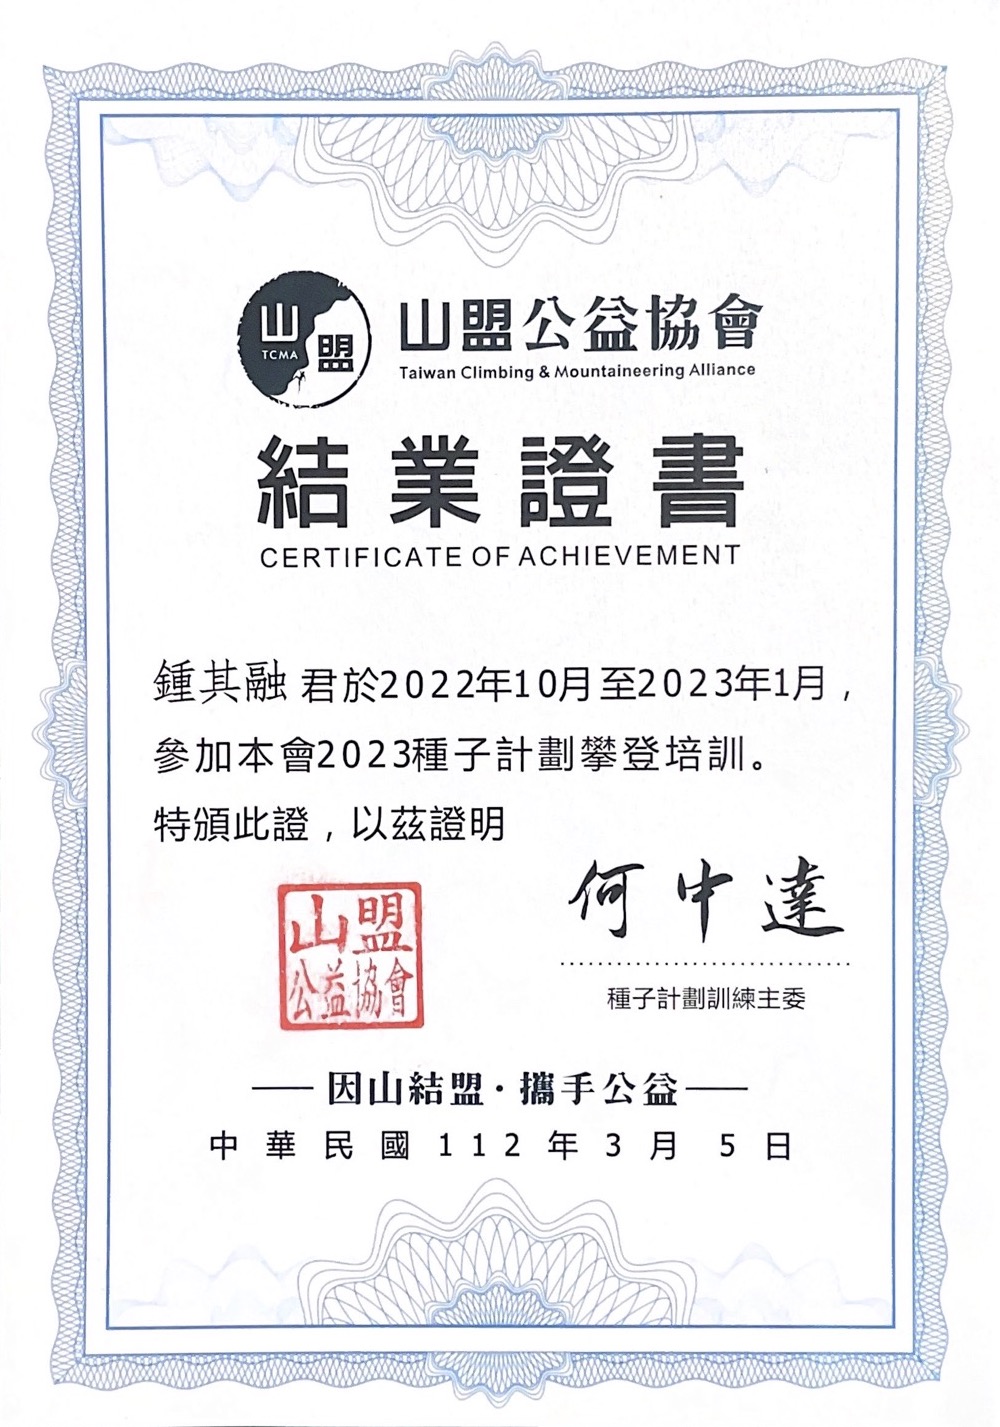 山盟
TCMA
山盟公益協會
Taiwan Climbing & Mountaineering Alliance
結業證書
CERTIFICATE OF ACHIEVEMENT
鍾其融 君於2022年10月至2023年1月，
參加本會2023種子計劃攀登培訓。
特頒此證，以茲證明
山盟
公益協會
何中達
種子計劃訓練主委
因山結盟·攜手公益
中華民國112年3月5日